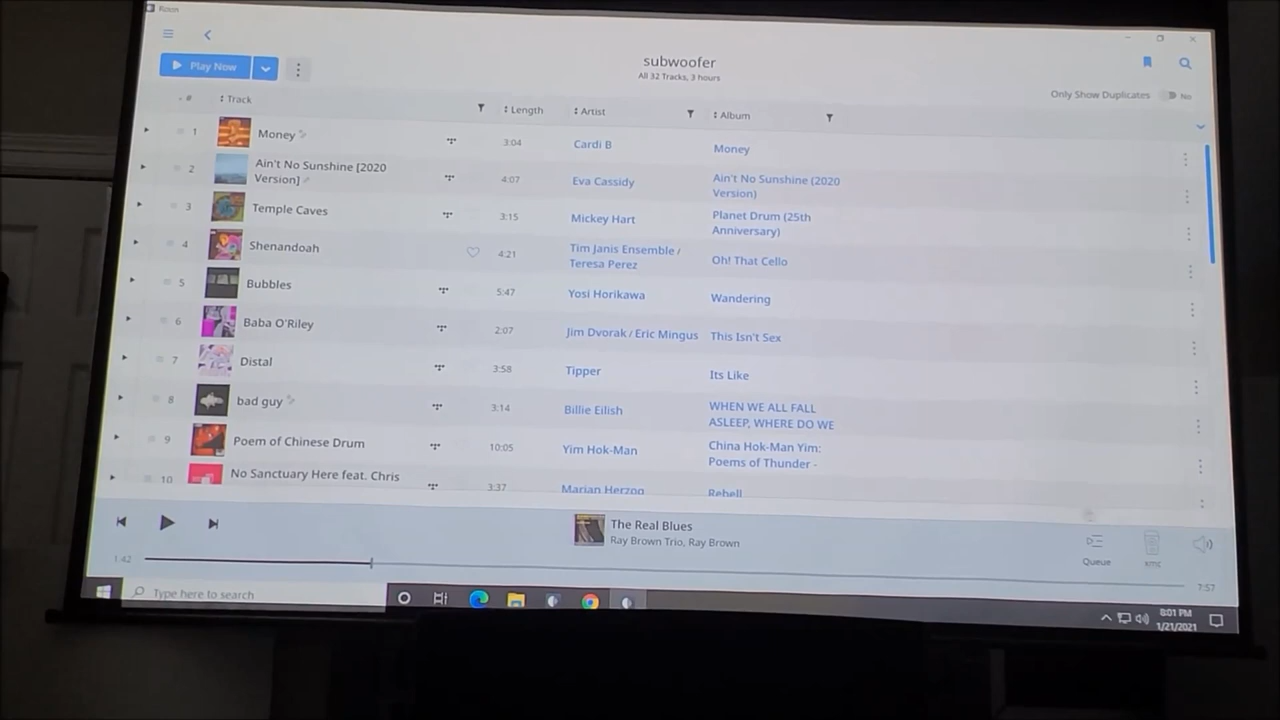 Roon
Play Now
subwoofer
All 32 Tracks, 3 hours
Only Show Duplicates No
# Track Length Artist Album
1 Money 3:04 Cardi B Money
2 Ain't No Sunshine [2020
Version] 4:07 Eva Cassidy Ain't No Sunshine (2020
Version)
3 Temple Caves 3:15 Mickey Hart Planet Drum (25th
Anniversary)
4 Shenandoah 4:21 Tim Janis Ensemble /
Teresa Perez Oh! That Cello
5 Bubbles 5:47 Yosi Horikawa Wandering
6 Baba O'Riley 2:07 Jim Dvorak / Eric Mingus This Isn't Sex
7 Distal 3:58 Tipper Its Like
8 bad guy 3:14 Billie Eilish WHEN WE ALL FALL
ASLEEP, WHERE DO WE
9 Poem of Chinese Drum 10:05 Yim Hok-Man China Hok-Man Yim:
Poems of Thunder -
10 No Sanctuary Here feat. Chris 3:37 Marian Herzog Rebell
The Real Blues
Ray Brown Trio, Ray Brown
Queue
1:42 7:57
Type here to search
8:01 PM
1/21/2021